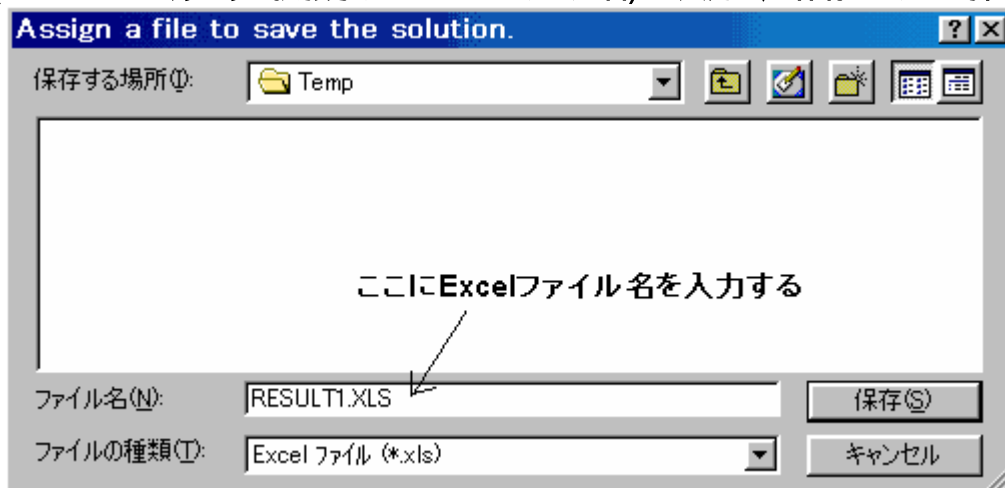 Assign a file to save the solution.
保存する場所(I):
Temp
ここにExcelファイル名を入力する
ファイル名(N):
RESULT1.XLS
保存(S)
ファイルの種類(T):
Excel ファイル (*.xls)
キャンセル